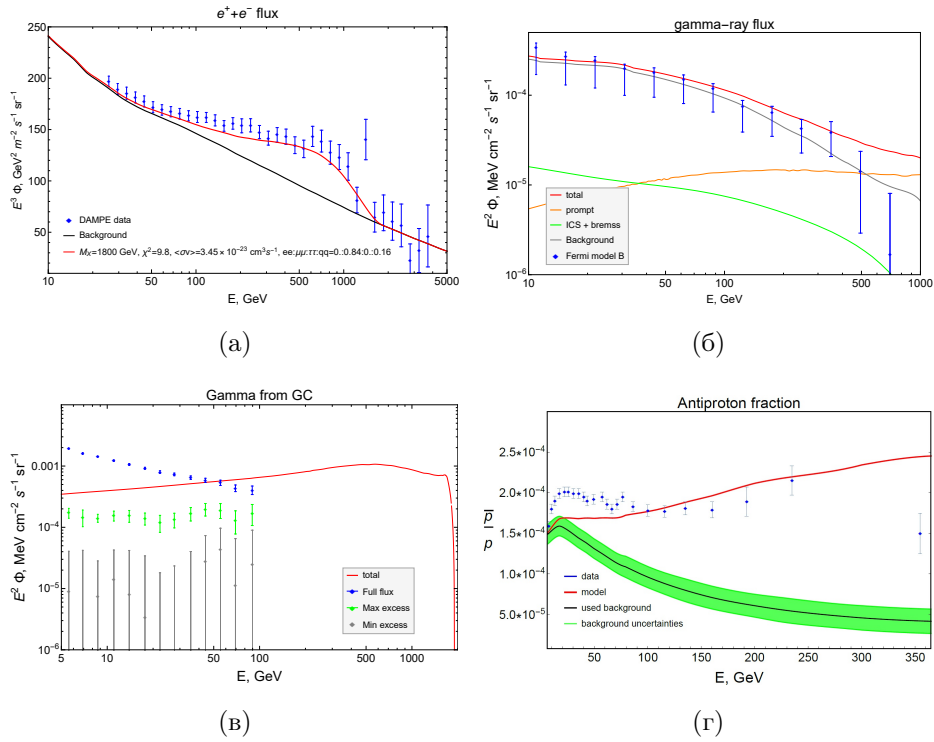 e⁺+e⁻ flux
E³ Φ, GeV² m⁻² s⁻¹ sr⁻¹
250
200
150
100
50
DAMPE data
Background
Mₓ=1800 GeV, χ²=9.8, <σv>=3.45×10⁻²³ cm³s⁻¹, ee:μμ:ττ:qq=0.:0.84:0.:0.16
10
50
100
500
1000
5000
E, GeV
(а)
gamma-ray flux
E² Φ, MeV cm⁻² s⁻¹ sr⁻¹
10⁻⁴
10⁻⁵
10⁻⁶
total
prompt
ICS + bremss
Background
Fermi model B
10
50
100
500
1000
E, GeV
(б)
Gamma from GC
E² Φ, MeV cm⁻² s⁻¹ sr⁻¹
0.001
10⁻⁴
10⁻⁵
10⁻⁶
total
Full flux
Max excess
Min excess
5
10
50
100
500
1000
E, GeV
(в)
Antiproton fraction
p̅
p
2.5*10⁻⁴
2.0*10⁻⁴
1.5*10⁻⁴
1.0*10⁻⁴
5.0*10⁻⁵
data
model
used background
background uncertainties
50
100
150
200
250
300
350
E, GeV
(г)